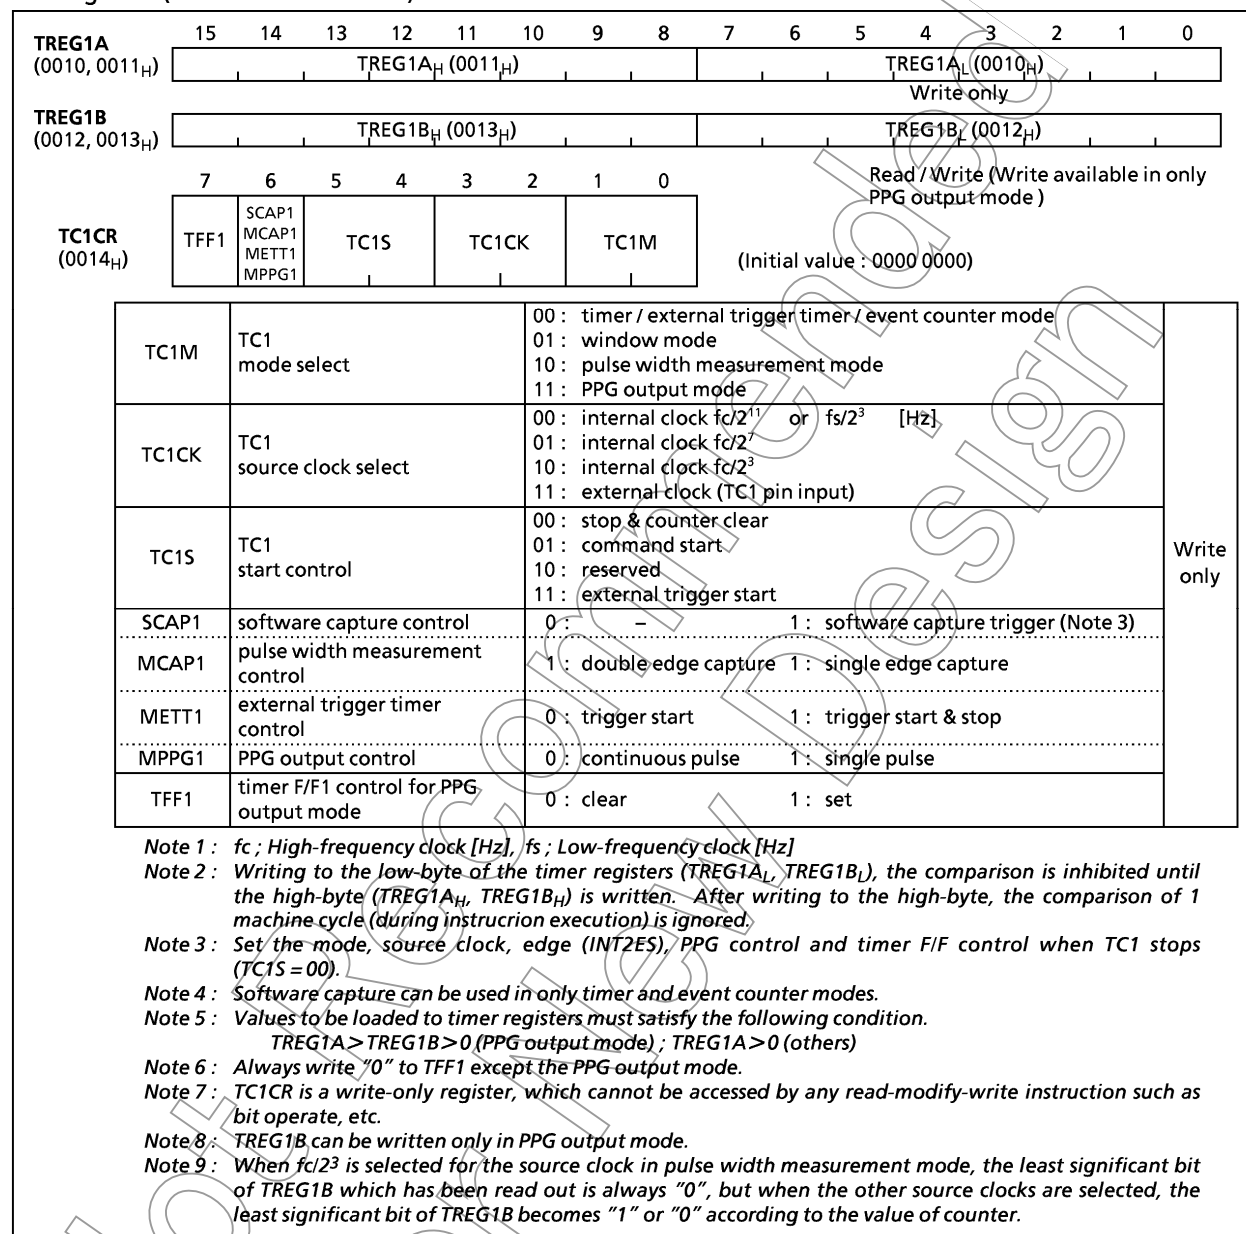 15 14 13 12 11 10 9 8 7 6 5 4 3 2 1 0
TREG1A
(0010, 0011H)
TREG1AH (0011H) TREG1AL (0010H)
Write only
TREG1B
(0012, 0013H)
TREG1BH (0013H) TREG1BL (0012H)
Read / Write (Write available in only
PPG output mode )
7 6 5 4 3 2 1 0
TC1CR
(0014H)
TFF1
SCAP1
MCAP1
METT1
MPPG1
TC1S TC1CK TC1M
(Initial value : 0000 0000)
TC1M
TC1
mode select
00 : timer / external trigger timer / event counter mode
01 : window mode
10 : pulse width measurement mode
11 : PPG output mode
TC1CK
TC1
source clock select
00 : internal clock fc/2¹¹ or fs/2³ [Hz]
01 : internal clock fc/2⁷
10 : internal clock fc/2³
11 : external clock (TC1 pin input)
TC1S
TC1
start control
00 : stop & counter clear
01 : command start
10 : reserved
11 : external trigger start
Write
only
SCAP1 software capture control 0 : – 1 : software capture trigger (Note 3)
MCAP1
pulse width measurement
control
1 : double edge capture 1 : single edge capture
METT1
external trigger timer
control
0 : trigger start 1 : trigger start & stop
MPPG1 PPG output control 0 : continuous pulse 1 : single pulse
TFF1
timer F/F1 control for PPG
output mode
0 : clear 1 : set
Note 1 : fc ; High-frequency clock [Hz], fs ; Low-frequency clock [Hz]
Note 2 : Writing to the low-byte of the timer registers (TREG1AL, TREG1BL), the comparison is inhibited until
the high-byte (TREG1AH, TREG1BH) is written. After writing to the high-byte, the comparison of 1
machine cycle (during instrucrion execution) is ignored.
Note 3 : Set the mode, source clock, edge (INT2ES), PPG control and timer F/F control when TC1 stops
(TC1S = 00).
Note 4 : Software capture can be used in only timer and event counter modes.
Note 5 : Values to be loaded to timer registers must satisfy the following condition.
TREG1A > TREG1B > 0 (PPG output mode) ; TREG1A > 0 (others)
Note 6 : Always write "0" to TFF1 except the PPG output mode.
Note 7 : TC1CR is a write-only register, which cannot be accessed by any read-modify-write instruction such as
bit operate, etc.
Note 8 : TREG1B can be written only in PPG output mode.
Note 9 : When fc/2³ is selected for the source clock in pulse width measurement mode, the least significant bit
of TREG1B which has been read out is always "0", but when the other source clocks are selected, the
least significant bit of TREG1B becomes "1" or "0" according to the value of counter.
Recommended
Design
New